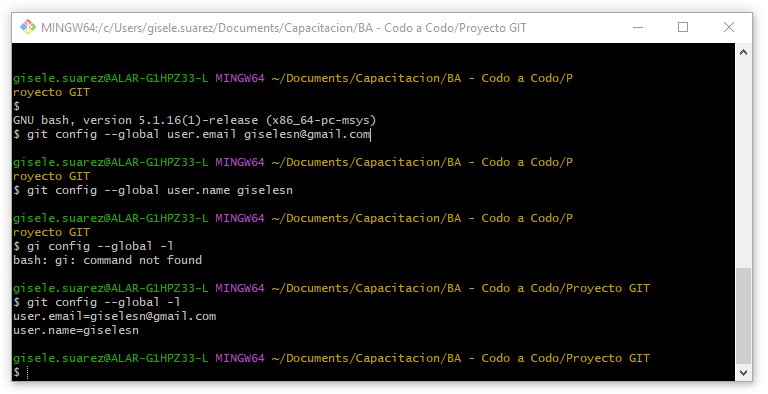 MINGW64:/c/Users/gisele.suarez/Documents/Capacitacion/BA - Codo a Codo/Proyecto GIT
gisele.suarez@ALAR-G1HPZ33-L MINGW64 ~/Documents/Capacitacion/BA - Codo a Codo/P
royecto GIT
$
GNU bash, version 5.1.16(1)-release (x86_64-pc-msys)
$ git config --global user.email giselesn@gmail.com
gisele.suarez@ALAR-G1HPZ33-L MINGW64 ~/Documents/Capacitacion/BA - Codo a Codo/P
royecto GIT
$ git config --global user.name giselesn
gisele.suarez@ALAR-G1HPZ33-L MINGW64 ~/Documents/Capacitacion/BA - Codo a Codo/P
royecto GIT
$ gi config --global -l
bash: gi: command not found
gisele.suarez@ALAR-G1HPZ33-L MINGW64 ~/Documents/Capacitacion/BA - Codo a Codo/Proyecto GIT
$ git config --global -l
user.email=giselesn@gmail.com
user.name=giselesn
gisele.suarez@ALAR-G1HPZ33-L MINGW64 ~/Documents/Capacitacion/BA - Codo a Codo/Proyecto GIT
$